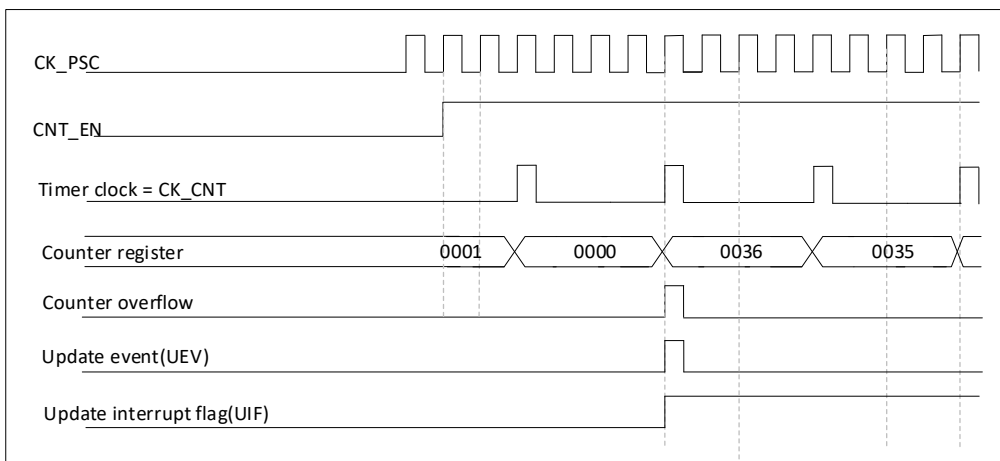 CK_PSC
CNT_EN
Timer clock = CK_CNT
Counter register 0001 0000 0036 0035
Counter overflow
Update event(UEV)
Update interrupt flag(UIF)